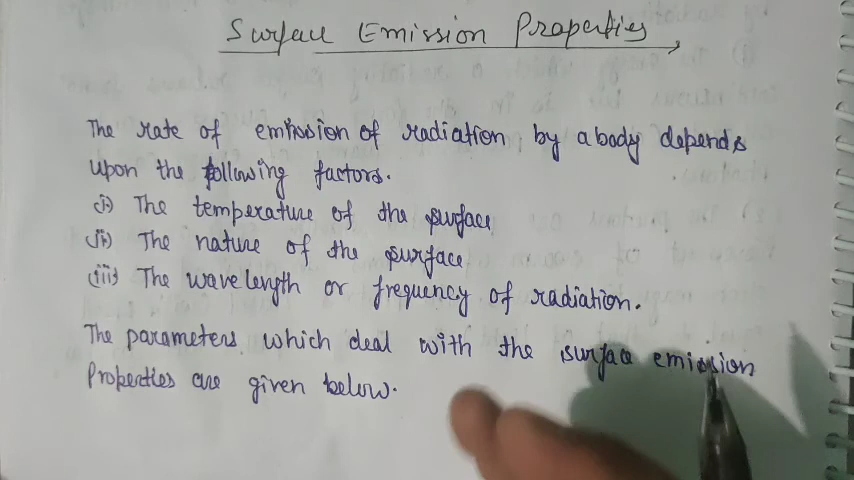 Surface Emission Properties
The rate of emission of radiation by a body depends
upon the following factors.
(i) The temperature of the surface
(ii) The nature of the surface
(iii) The wavelength or frequency of radiation.
The parameters which deal with the surface emission
Properties are given below.